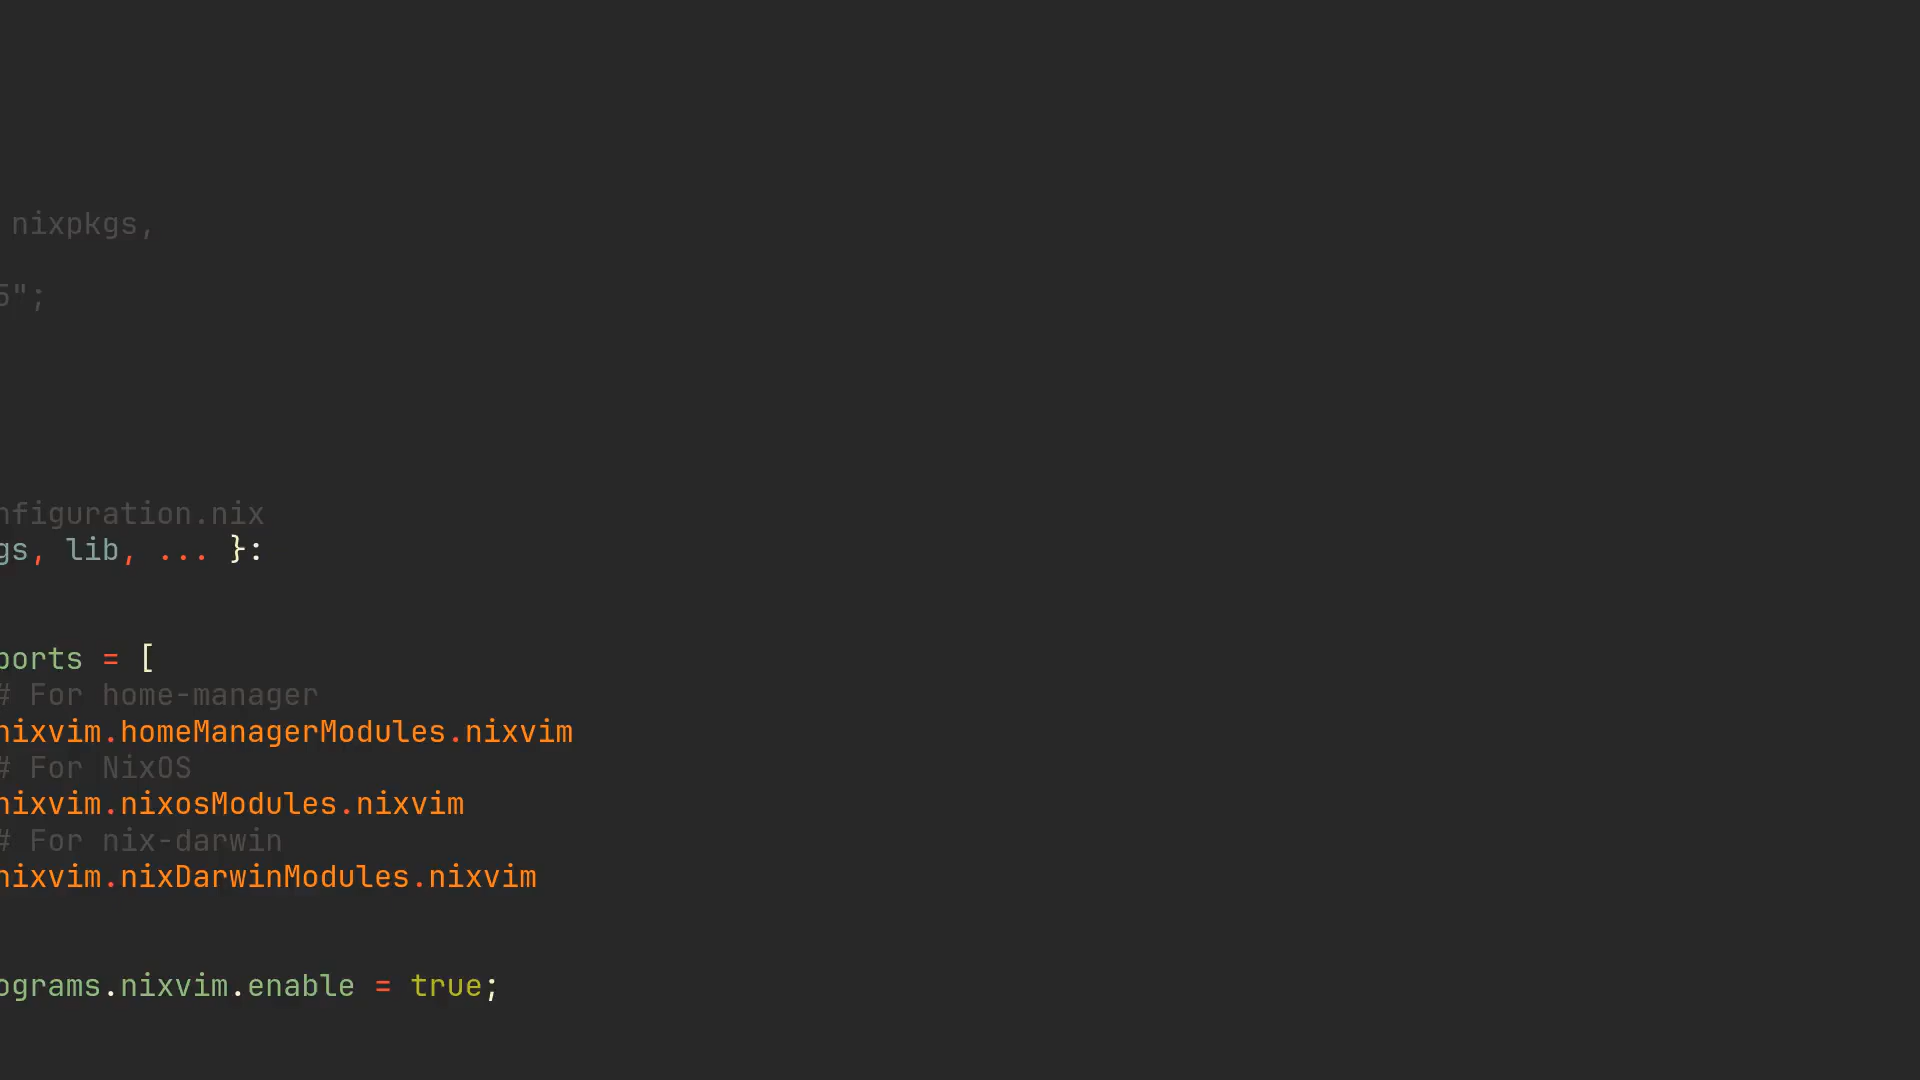 nixpkgs,
5";
nfiguration.nix
gs, lib, ... }:
ports = [
# For home-manager
nixvim.homeManagerModules.nixvim
# For NixOS
nixvim.nixosModules.nixvim
# For nix-darwin
nixvim.nixDarwinModules.nixvim
ograms.nixvim.enable = true;